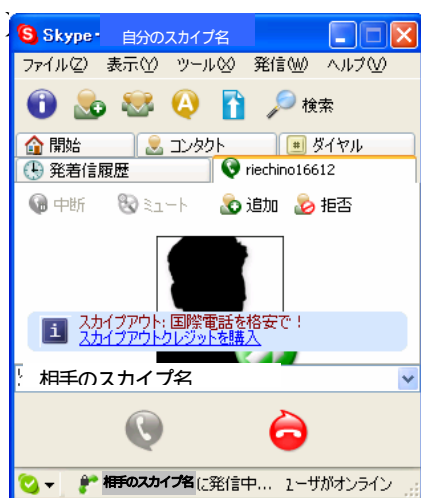 Skype・ 自分のスカイプ名
ファイル(Z) 表示(Y) ツール(X) 発信(W) ヘルプ(V)
検索
開始 コンタクト ダイヤル
発着信履歴 riechino16612
中断 ミュート 追加 拒否
スカイプアウト: 国際電話を格安で！
スカイプアウトクレジットを購入
相手のスカイプ名
相手のスカイプ名に発信中... 1ーザがオンライン